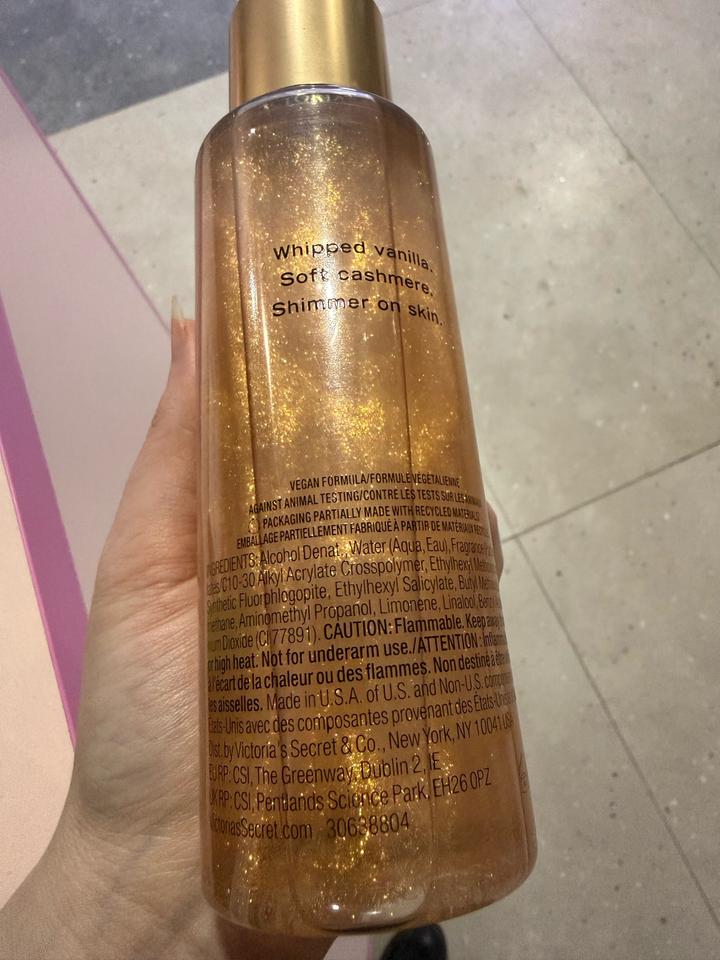 Whipped vanilla.
Soft cashmere.
Shimmer on skin.
VEGAN FORMULA/FORMULE VÉGÉTALIENNE
AGAINST ANIMAL TESTING/CONTRE LES TESTS SUR LES
PACKAGING PARTIALLY MADE WITH RECYCLED MATERIALS/
EMBALLAGE PARTIELLEMENT FABRIQUÉ À PARTIR DE MATÉRIAUX
INGREDIENTS: Alcohol Denat., Water (Aqua, Eau), Fragrance
C10-30 Alkyl Acrylate Crosspolymer, Ethylhexyl
Synthetic Fluorphlogopite, Ethylhexyl Salicylate, Butyl
Aminomethyl Propanol, Limonene, Linalool,
Dioxide (CI 77891). CAUTION: Flammable. Keep away
or high heat. Not for underarm use./ATTENTION :
à l'écart de la chaleur ou des flammes. Non destiné à
les aisselles. Made in U.S.A. of U.S. and Non-U.S.
États-Unis avec des composantes provenant des
Dist. by Victoria's Secret & Co., New York, NY 10041 USA
EU RP: CSI, The Greenway, Dublin 2, IE
UK RP: CSI, Pentlands Science Park, EH26 0PZ
VictoriasSecret.com 30638804